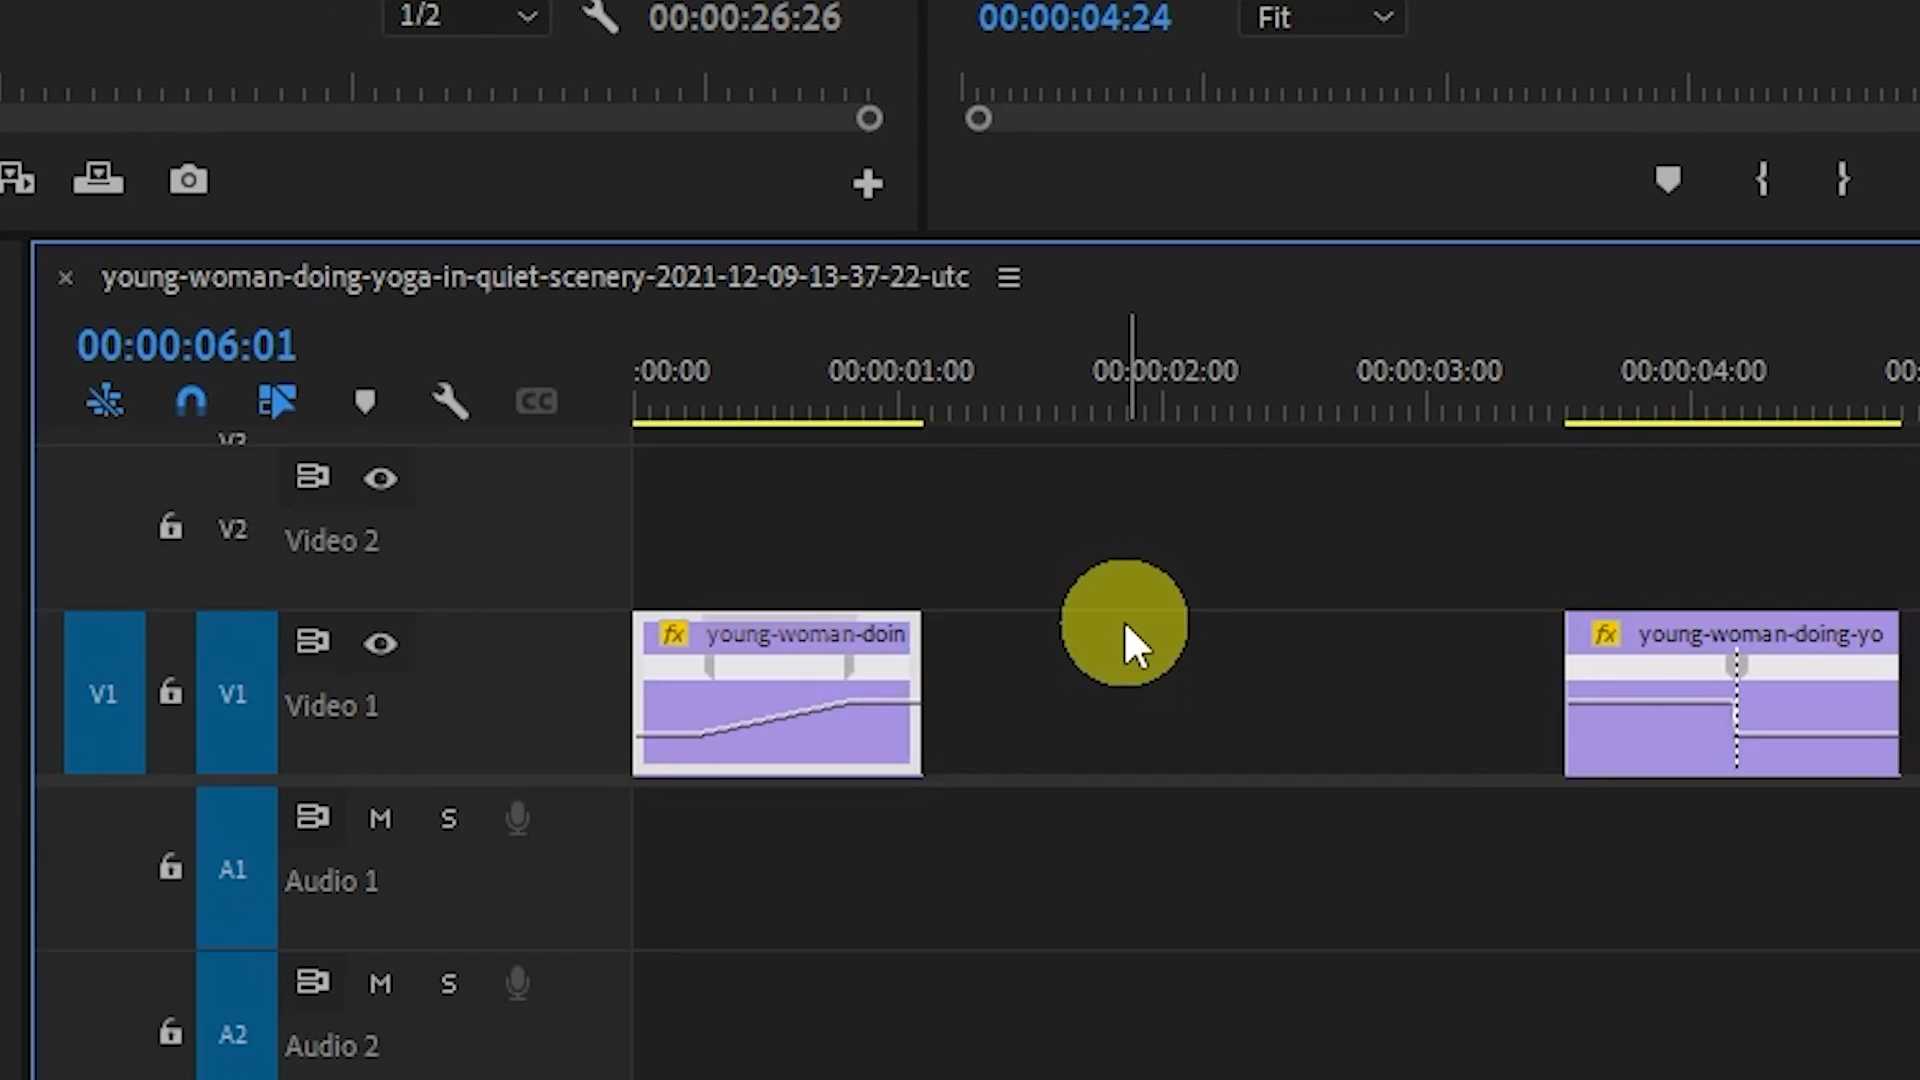 1/2 00:00:26:26 00:00:04:24 Fit
× young-woman-doing-yoga-in-quiet-scenery-2021-12-09-13-37-22-utc
00:00:06:01
:00:00 00:00:01:00 00:00:02:00 00:00:03:00 00:00:04:00 00:
CC
V3
V2 Video 2
fx young-woman-doin fx young-woman-doing-yo
V1 V1 Video 1
M S
A1 Audio 1
M S
A2 Audio 2